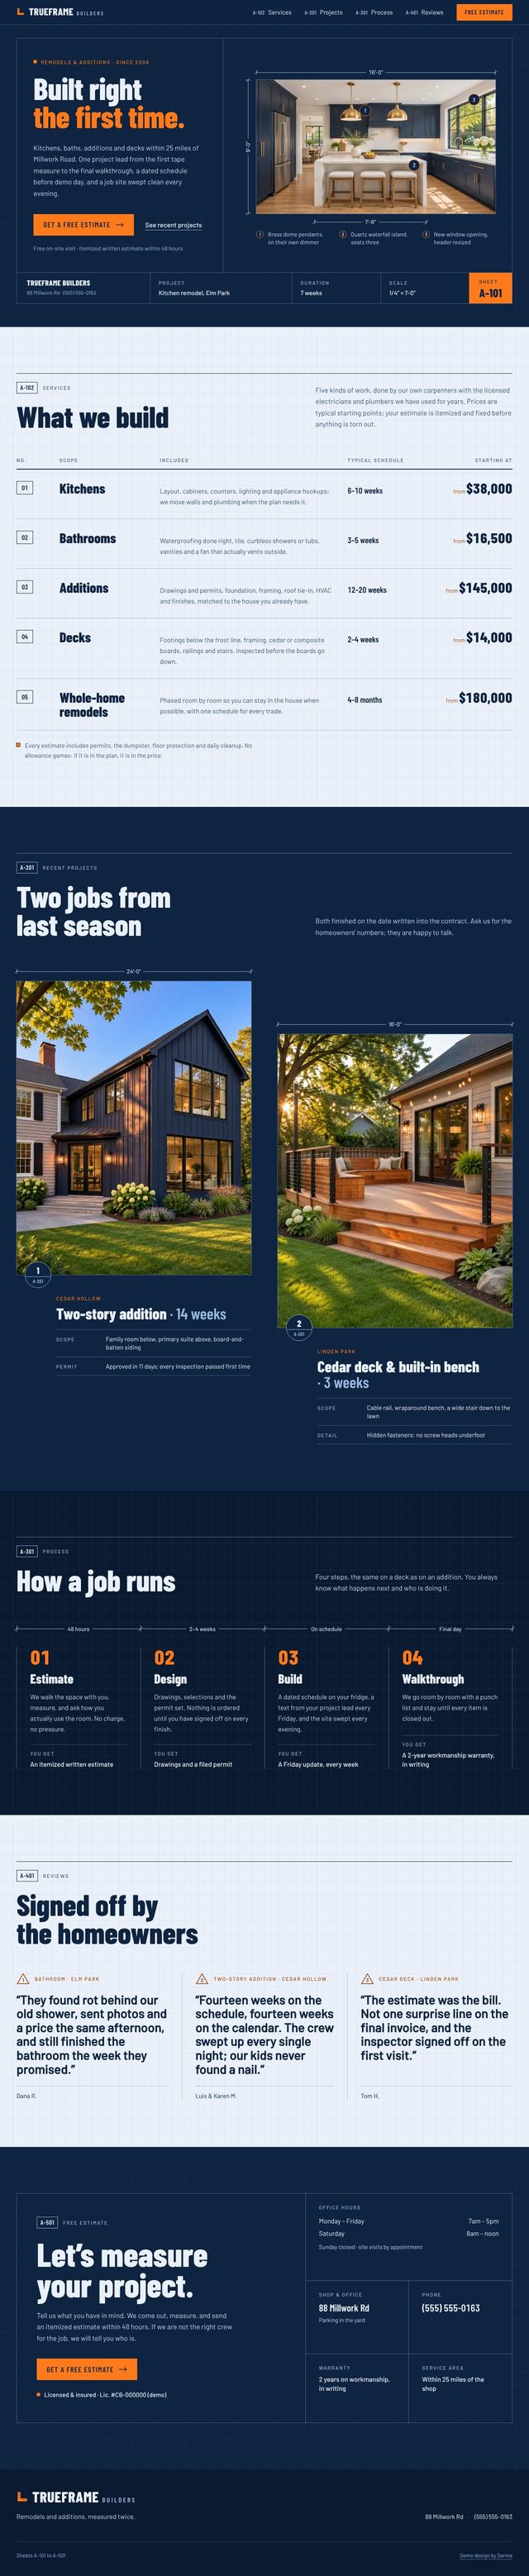 TRUEFRAME BUILDERS
A-102 Services A-201 Projects A-301 Process A-401 Reviews FREE ESTIMATE
REMODELS & ADDITIONS · SINCE 2009
Built right
the first time.
Kitchens, baths, additions and decks within 25 miles of
Millwork Road. One project lead from the first tape
measure to the final walkthrough, a dated schedule
before demo day, and a job site swept clean every
evening.
GET A FREE ESTIMATE → See recent projects
Free on-site visit · itemized written estimate within 48 hours
16'-0"
9'-0"
1
2
3
7'-6"
1 Brass dome pendants,
on their own dimmer
2 Quartz waterfall island,
seats three
3 New window opening,
header resized
TRUEFRAME BUILDERS
88 Millwork Rd · (555) 555-0163
PROJECT
Kitchen remodel, Elm Park
DURATION
7 weeks
SCALE
1/4" = 1'-0"
SHEET
A-101
A-102 SERVICES
What we build
Five kinds of work, done by our own carpenters with the licensed
electricians and plumbers we have used for years. Prices are
typical starting points; your estimate is itemized and fixed before
anything is torn out.
NO. SCOPE INCLUDES TYPICAL SCHEDULE STARTING AT
01 Kitchens
Layout, cabinets, counters, lighting and appliance hookups;
we move walls and plumbing when the plan needs it.
6–10 weeks
from $38,000
02 Bathrooms
Waterproofing done right, tile, curbless showers or tubs,
vanities and a fan that actually vents outside.
3–5 weeks
from $16,500
03 Additions
Drawings and permits, foundation, framing, roof tie-in, HVAC
and finishes, matched to the house you already have.
12–20 weeks
from $145,000
04 Decks
Footings below the frost line, framing, cedar or composite
boards, railings and stairs, inspected before the boards go
down.
2–4 weeks
from $14,000
05 Whole-home
remodels
Phased room by room so you can stay in the house when
possible, with one schedule for every trade.
4–8 months
from $180,000
Every estimate includes permits, the dumpster, floor protection and daily cleanup. No
allowance games: if it is in the plan, it is in the price.
A-201 RECENT PROJECTS
Two jobs from
last season
Both finished on the date written into the contract. Ask us for the
homeowners' numbers; they are happy to talk.
24'-0"
1
A-201
CEDAR HOLLOW
Two-story addition · 14 weeks
SCOPE Family room below, primary suite above, board-and-
batten siding
PERMIT Approved in 11 days; every inspection passed first time
16'-0"
2
A-201
LINDEN PARK
Cedar deck & built-in bench
· 3 weeks
SCOPE Cable rail, wraparound bench, a wide stair down to the
lawn
DETAIL Hidden fasteners; no screw heads underfoot
A-301 PROCESS
How a job runs
Four steps, the same on a deck as on an addition. You always
know what happens next and who is doing it.
48 hours 2–4 weeks On schedule Final day
01
Estimate
We walk the space with you,
measure, and ask how you
actually use the room. No charge,
no pressure.
YOU GET
An itemized written estimate
02
Design
Drawings, selections and the
permit set. Nothing is ordered
until you have signed off on every
finish.
YOU GET
Drawings and a filed permit
03
Build
A dated schedule on your fridge, a
text from your project lead every
Friday, and the site swept every
evening.
YOU GET
A Friday update, every week
04
Walkthrough
We go room by room with a punch
list and stay until every item is
closed out.
YOU GET
A 2-year workmanship warranty,
in writing
A-401 REVIEWS
Signed off by
the homeowners
1 BATHROOM · ELM PARK
“They found rot behind our
old shower, sent photos and
a price the same afternoon,
and still finished the
bathroom the week they
promised.”
Dana R.
2 TWO-STORY ADDITION · CEDAR HOLLOW
“Fourteen weeks on the
schedule, fourteen weeks
on the calendar. The crew
swept up every single
night; our kids never
found a nail.”
Luis & Karen M.
3 CEDAR DECK · LINDEN PARK
“The estimate was the bill.
Not one surprise line on the
final invoice, and the
inspector signed off on the
first visit.”
Tom H.
A-501 FREE ESTIMATE
Let’s measure
your project.
Tell us what you have in mind. We come out, measure, and send
an itemized estimate within 48 hours. If we are not the right crew
for the job, we will tell you who is.
GET A FREE ESTIMATE →
Licensed & insured · Lic. #CB-000000 (demo)
OFFICE HOURS
Monday – Friday 7am – 5pm
Saturday 8am – noon
Sunday closed · site visits by appointment
SHOP & OFFICE
88 Millwork Rd
Parking in the yard
PHONE
(555) 555-0163
WARRANTY
2 years on workmanship,
in writing
SERVICE AREA
Within 25 miles of the
shop
TRUEFRAME BUILDERS
Remodels and additions, measured twice.
88 Millwork Rd · (555) 555-0163
Sheets A-101 to A-501
Demo design by Serma